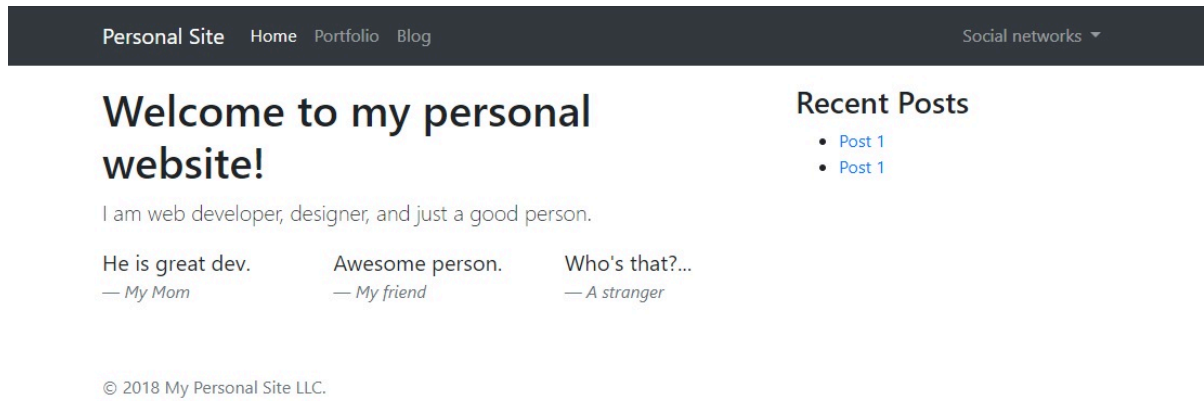 Personal Site Home Portfolio Blog Social networks
Welcome to my personal
website!
I am web developer, designer, and just a good person.
He is great dev. Awesome person. Who's that?...
— My Mom — My friend — A stranger
Recent Posts
Post 1
Post 1
© 2018 My Personal Site LLC.